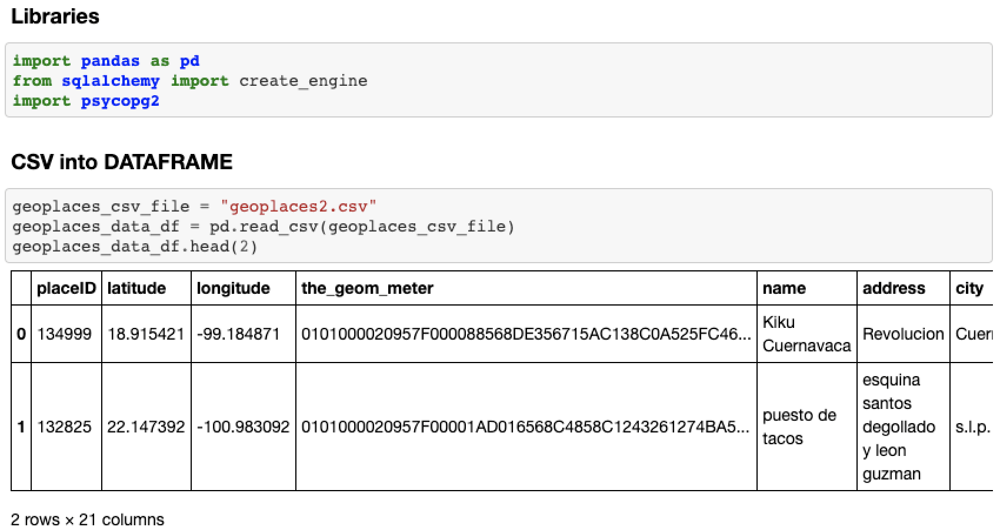 Libraries
import pandas as pd
from sqlalchemy import create_engine
import psycopg2
CSV into DATAFRAME
geoplaces_csv_file = "geoplaces2.csv"
geoplaces_data_df = pd.read_csv(geoplaces_csv_file)
geoplaces_data_df.head(2)
placeID latitude longitude the_geom_meter name address city
0 134999 18.915421 -99.184871 0101000020957F000088568DE356715AC138C0A525FC46... Kiku Cuernavaca Revolucion
1 132825 22.147392 -100.983092 0101000020957F00001AD016568C4858C1243261274BA5... puesto de tacos esquina santos degollado y leon guzman s.l.p.
2 rows × 21 columns